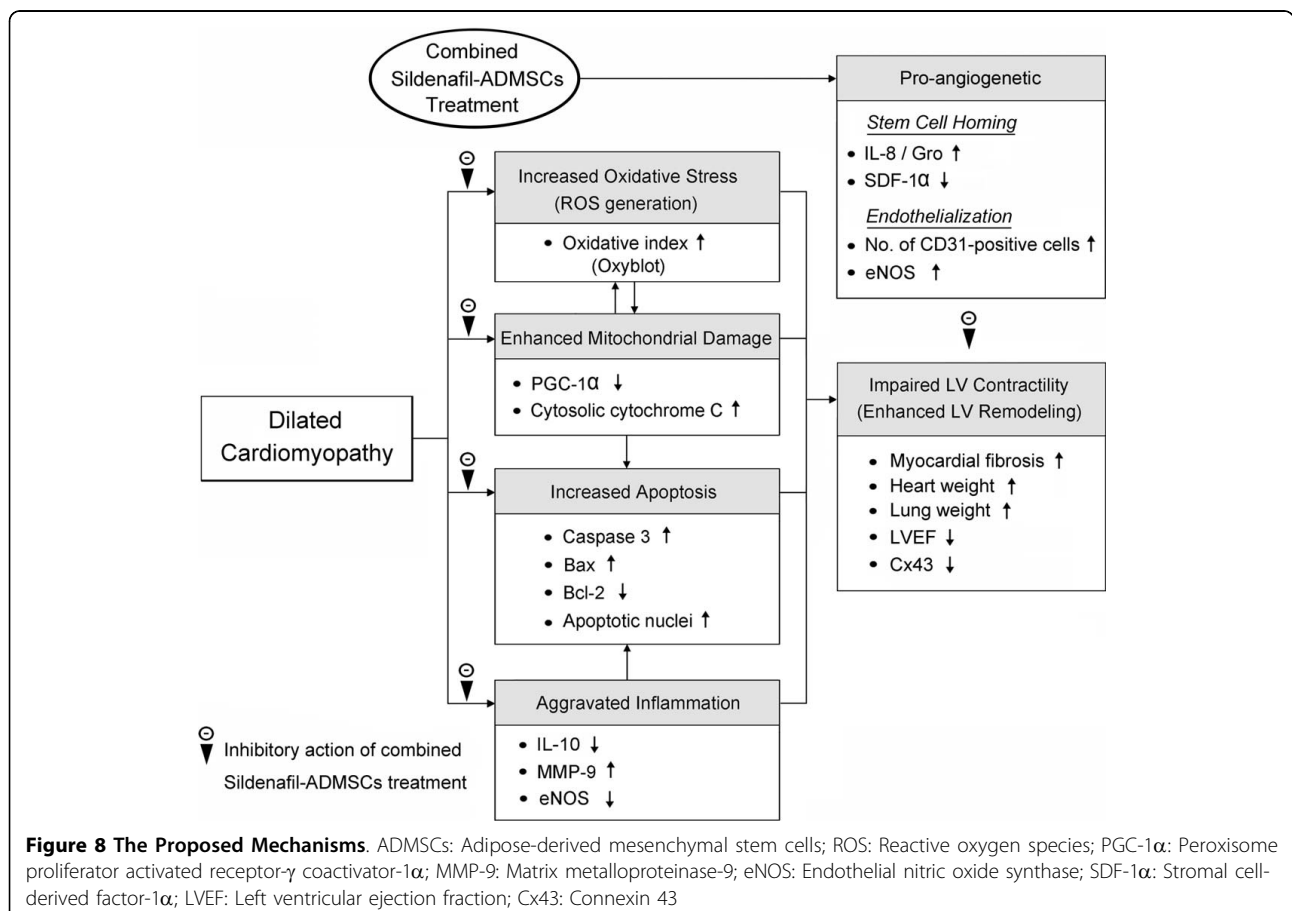 Combined
Sildenafil-ADMSCs
Treatment
Pro-angiogenetic
Stem Cell Homing
• IL-8 / Gro ↑
• SDF-1α ↓
Endothelialization
• No. of CD31-positive cells ↑
• eNOS ↑
Increased Oxidative Stress
(ROS generation)
• Oxidative index ↑
(Oxyblot)
Enhanced Mitochondrial Damage
• PGC-1α ↓
• Cytosolic cytochrome C ↑
Dilated
Cardiomyopathy
Impaired LV Contractility
(Enhanced LV Remodeling)
• Myocardial fibrosis ↑
• Heart weight ↑
• Lung weight ↑
• LVEF ↓
• Cx43 ↓
Increased Apoptosis
• Caspase 3 ↑
• Bax ↑
• Bcl-2 ↓
• Apoptotic nuclei ↑
Aggravated Inflammation
• IL-10 ↓
• MMP-9 ↑
• eNOS ↓
Inhibitory action of combined
Sildenafil-ADMSCs treatment
Figure 8 The Proposed Mechanisms. ADMSCs: Adipose-derived mesenchymal stem cells; ROS: Reactive oxygen species; PGC-1α: Peroxisome
proliferator activated receptor-γ coactivator-1α; MMP-9: Matrix metalloproteinase-9; eNOS: Endothelial nitric oxide synthase; SDF-1α: Stromal cell-
derived factor-1α; LVEF: Left ventricular ejection fraction; Cx43: Connexin 43